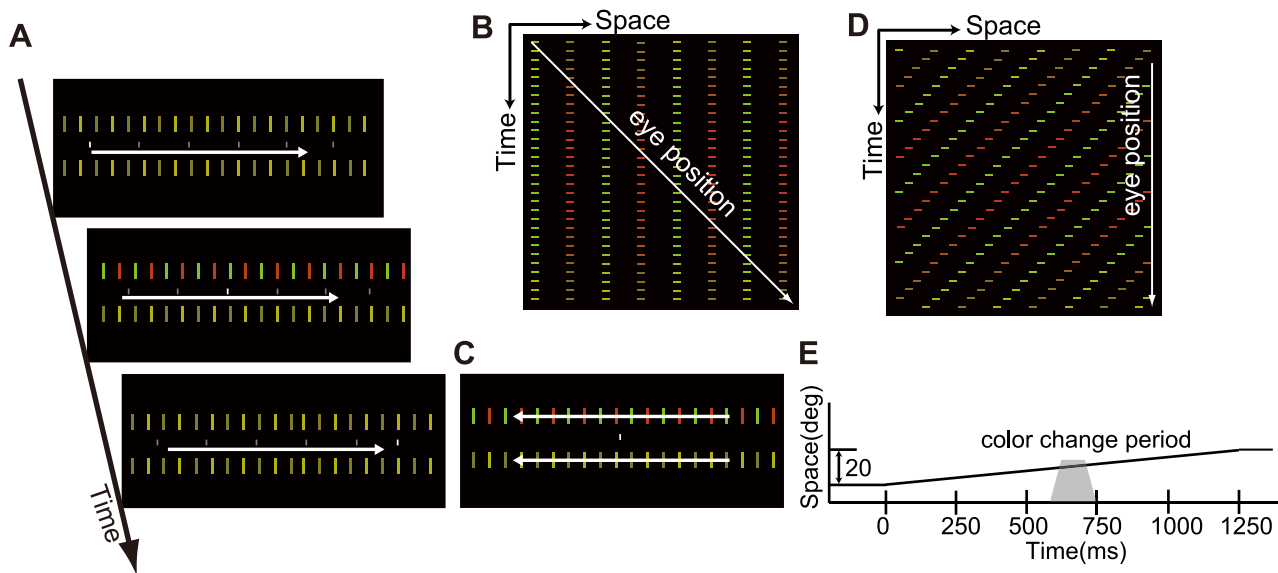 A
Time
B
Space
Time
eye position
C
D
Space
Time
eye position
E
Space(deg)
20
color change period
0 250 500 750 1000 1250
Time(ms)